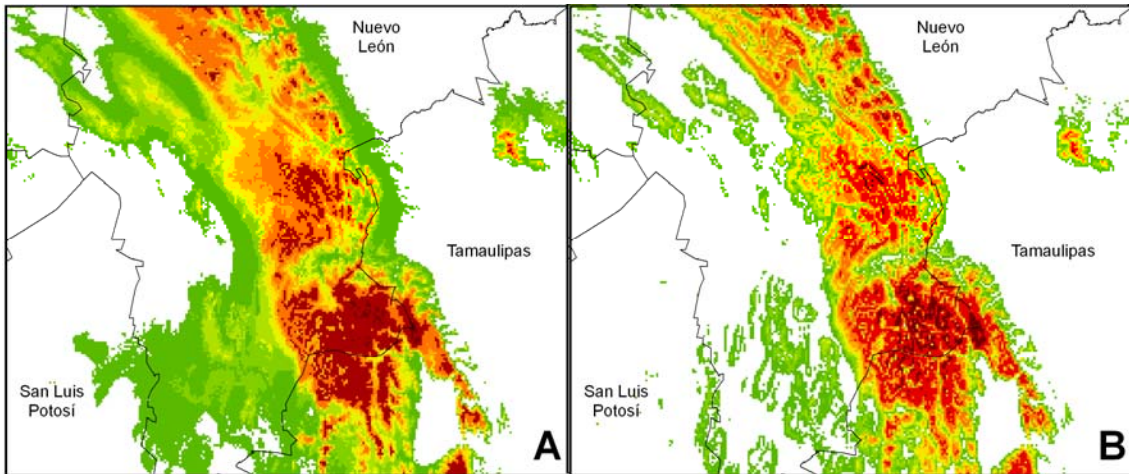 Nuevo
León
Tamaulipas
San Luis
Potosí
A
Nuevo
León
Tamaulipas
San Luis
Potosí
B